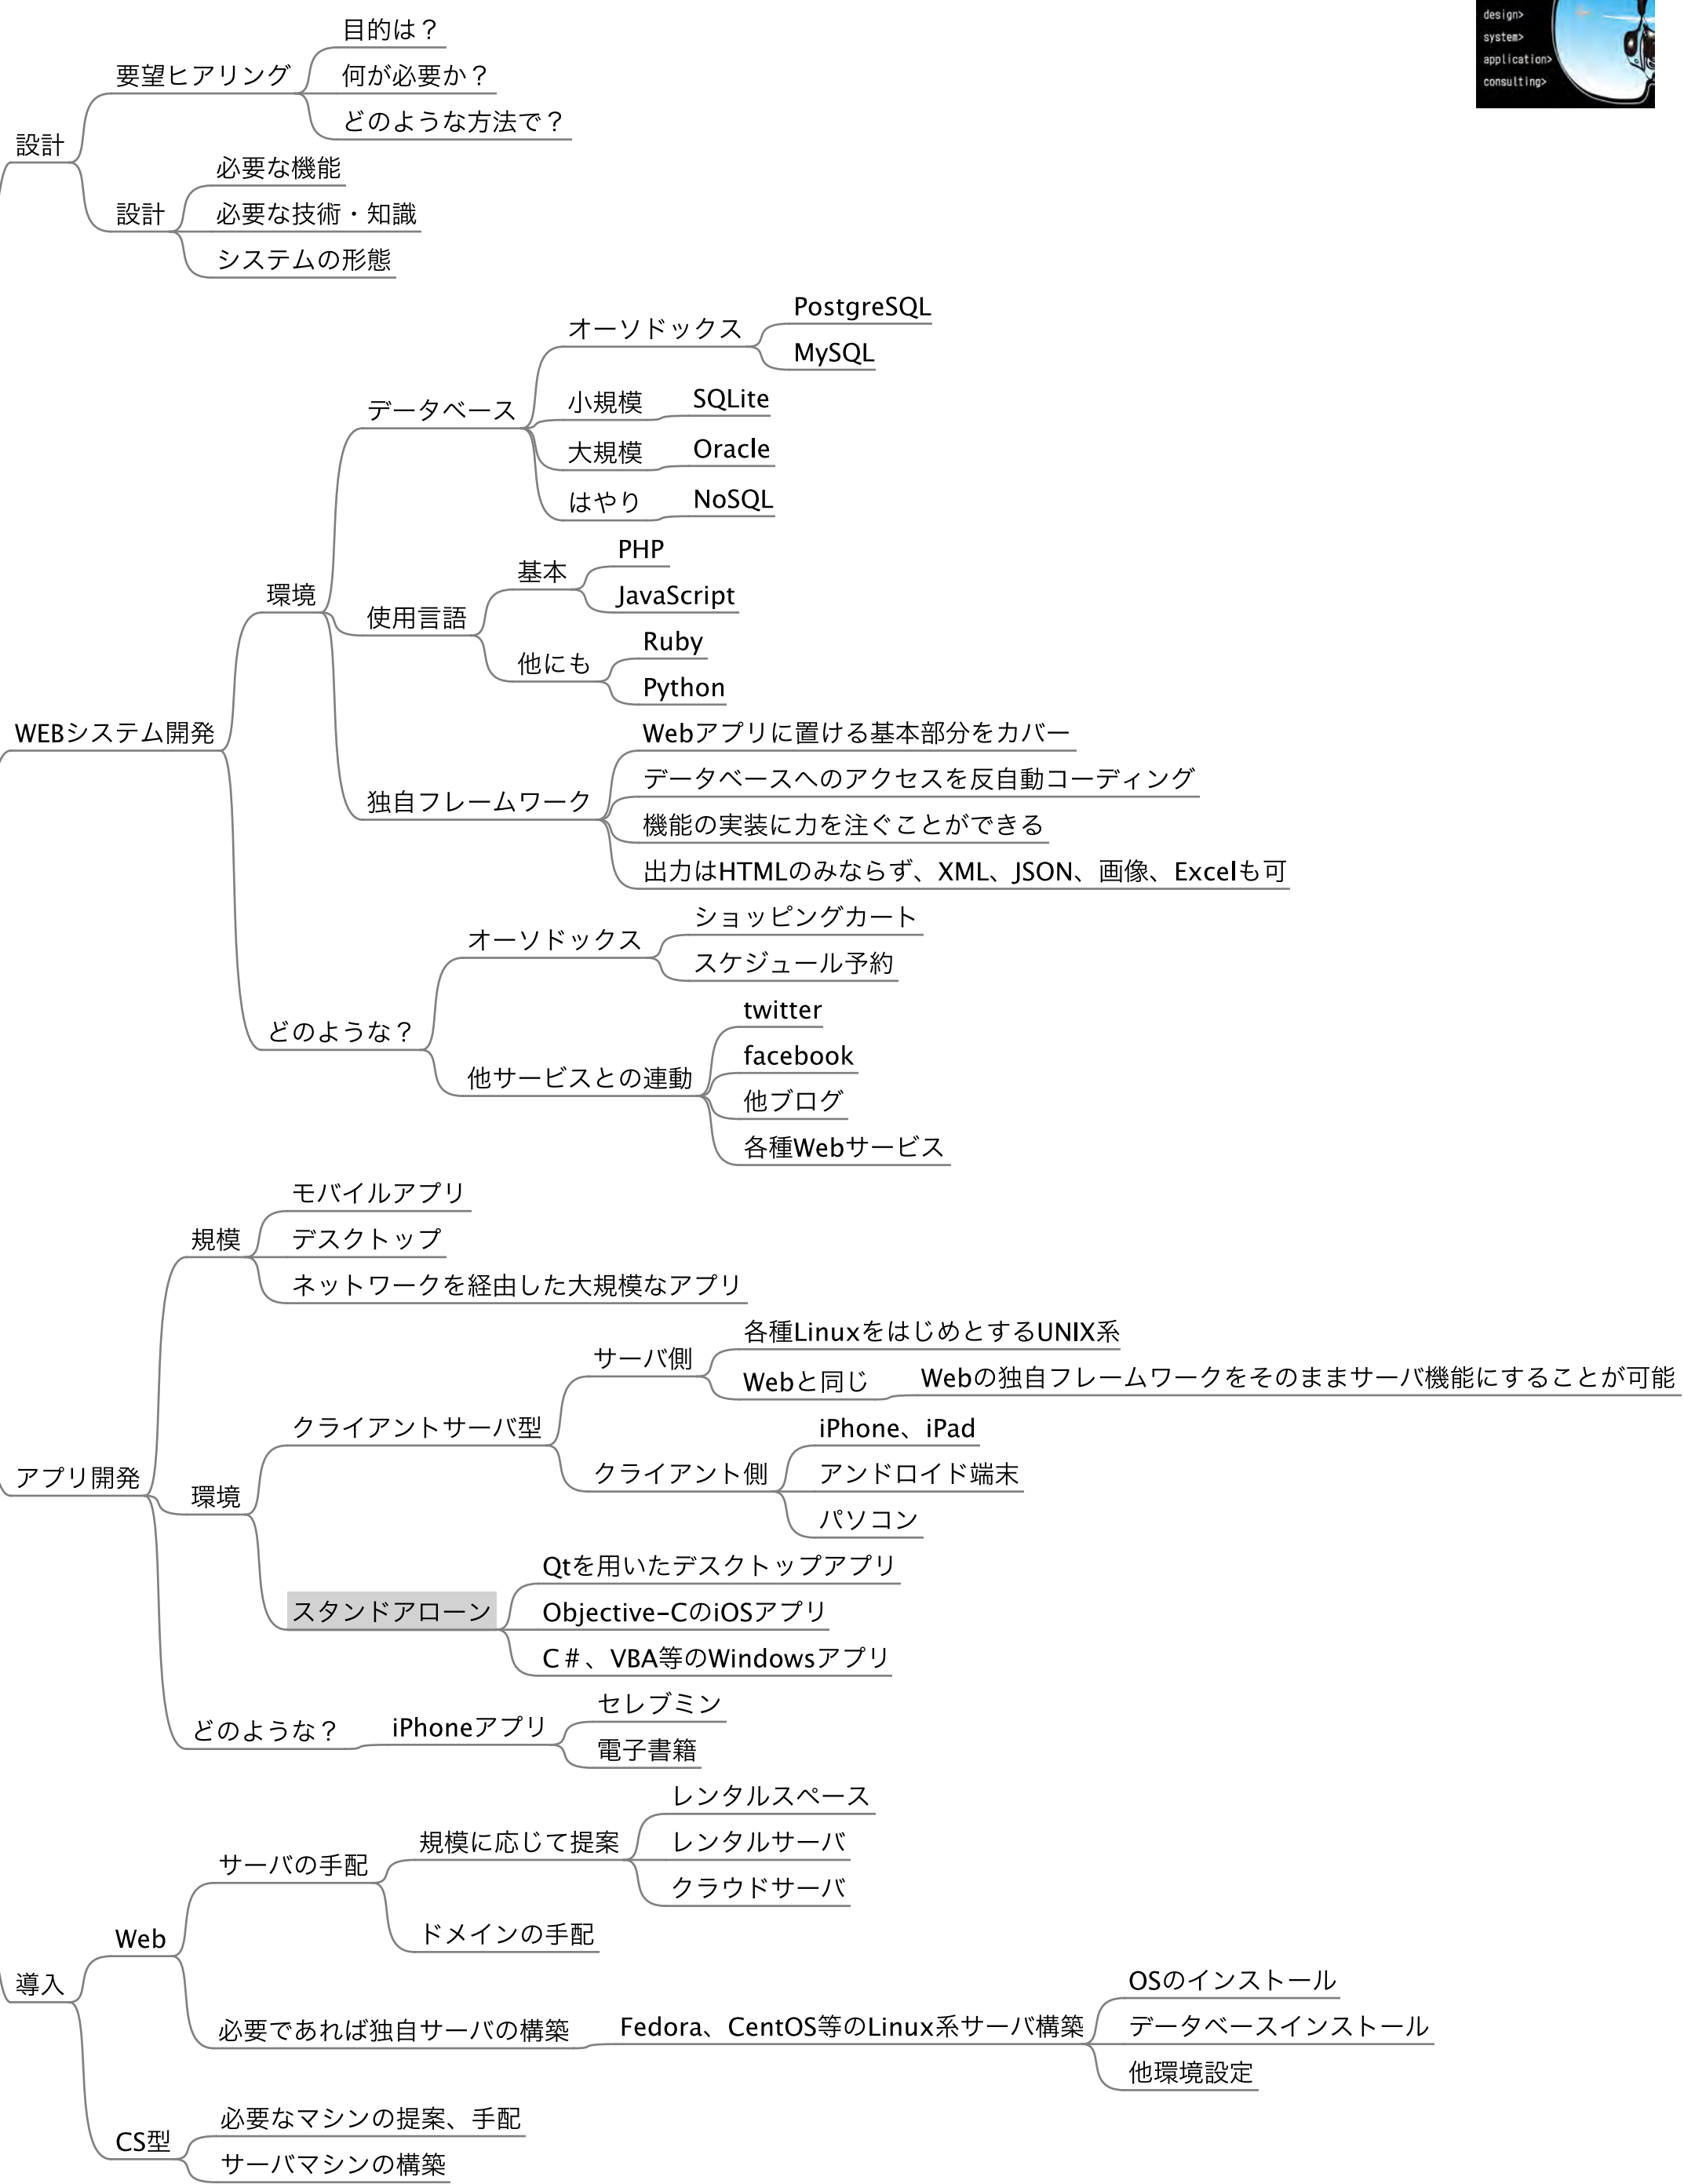 design>
system>
application>
consulting>
目的は？
要望ヒアリング
何が必要か？
どのような方法で？
設計
必要な機能
設計
必要な技術・知識
システムの形態
PostgreSQL
オーソドックス
MySQL
データベース
小規模
SQLite
大規模
Oracle
はやり
NoSQL
PHP
基本
環境
JavaScript
使用言語
Ruby
他にも
Python
WEBシステム開発
Webアプリに置ける基本部分をカバー
データベースへのアクセスを反自動コーディング
独自フレームワーク
機能の実装に力を注ぐことができる
出力はHTMLのみならず、XML、JSON、画像、Excelも可
ショッピングカート
オーソドックス
スケジュール予約
twitter
どのような？
facebook
他サービスとの連動
他ブログ
各種Webサービス
モバイルアプリ
規模
デスクトップ
ネットワークを経由した大規模なアプリ
各種LinuxをはじめとするUNIX系
サーバ側
Webと同じ
Webの独自フレームワークをそのままサーバ機能にすることが可能
クライアントサーバ型
iPhone、iPad
クライアント側
アンドロイド端末
アプリ開発
環境
パソコン
Qtを用いたデスクトップアプリ
スタンドアローン
Objective-CのiOSアプリ
C＃、VBA等のWindowsアプリ
セレブミン
どのような？
iPhoneアプリ
電子書籍
レンタルスペース
規模に応じて提案
レンタルサーバ
サーバの手配
クラウドサーバ
Web
ドメインの手配
導入
OSのインストール
必要であれば独自サーバの構築
Fedora、CentOS等のLinux系サーバ構築
データベースインストール
他環境設定
必要なマシンの提案、手配
CS型
サーバマシンの構築